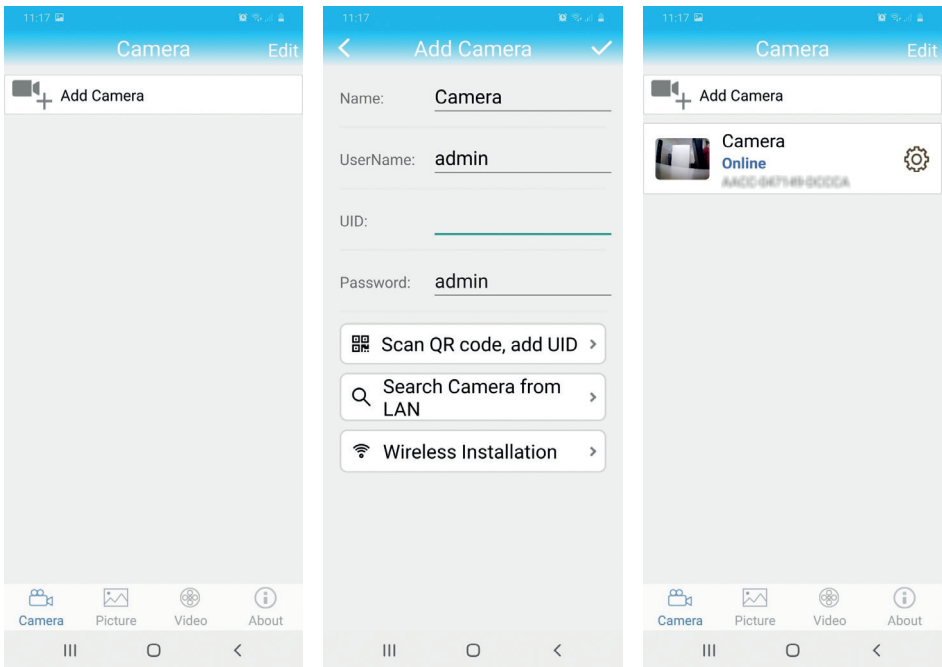 11:17
Camera
Edit
Add Camera
Camera
Picture
Video
About
11:17
Add Camera
Name:
Camera
UserName:
admin
UID:
Password:
admin
Scan QR code, add UID
Search Camera from
LAN
Wireless Installation
11:17
Camera
Edit
Add Camera
Camera
Online
Camera
Picture
Video
About